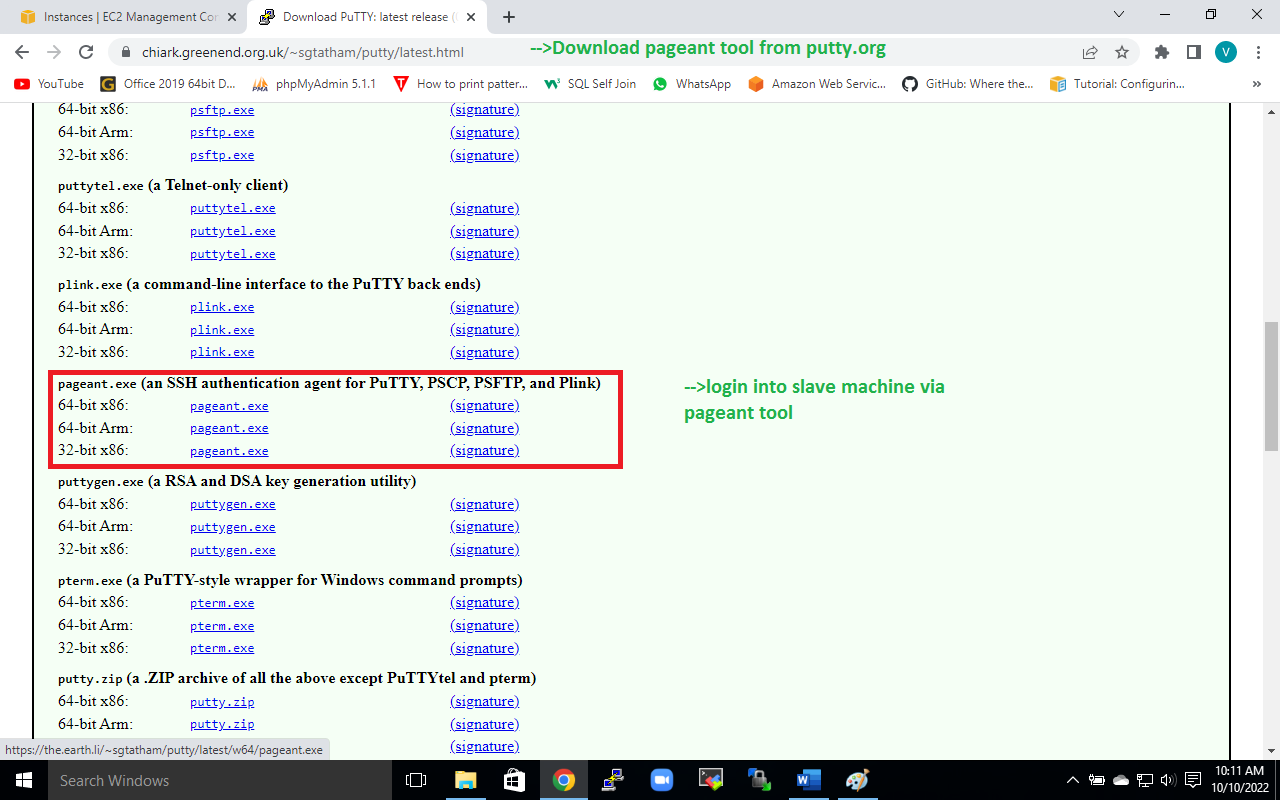 Instances | EC2 Management Con
Download PuTTY: latest release (
chiark.greenend.org.uk/~sgtatham/putty/latest.html
-->Download pageant tool from putty.org
V
YouTube
Office 2019 64bit D...
phpMyAdmin 5.1.1
How to print patter...
SQL Self Join
WhatsApp
Amazon Web Servic...
GitHub: Where the...
Tutorial: Configurin...
»
64-bit x86: psftp.exe (signature)
64-bit Arm: psftp.exe (signature)
32-bit x86: psftp.exe (signature)
puttytel.exe (a Telnet-only client)
64-bit x86: puttytel.exe (signature)
64-bit Arm: puttytel.exe (signature)
32-bit x86: puttytel.exe (signature)
plink.exe (a command-line interface to the PuTTY back ends)
64-bit x86: plink.exe (signature)
64-bit Arm: plink.exe (signature)
32-bit x86: plink.exe (signature)
pageant.exe (an SSH authentication agent for PuTTY, PSCP, PSFTP, and Plink)
64-bit x86: pageant.exe (signature)
64-bit Arm: pageant.exe (signature)
32-bit x86: pageant.exe (signature)
-->login into slave machine via
pageant tool
puttygen.exe (a RSA and DSA key generation utility)
64-bit x86: puttygen.exe (signature)
64-bit Arm: puttygen.exe (signature)
32-bit x86: puttygen.exe (signature)
pterm.exe (a PuTTY-style wrapper for Windows command prompts)
64-bit x86: pterm.exe (signature)
64-bit Arm: pterm.exe (signature)
32-bit x86: pterm.exe (signature)
putty.zip (a .ZIP archive of all the above except PuTTYtel and pterm)
64-bit x86: putty.zip (signature)
64-bit Arm: putty.zip (signature)
(signature)
https://the.earth.li/~sgtatham/putty/latest/w64/pageant.exe
Search Windows
10:11 AM
10/10/2022